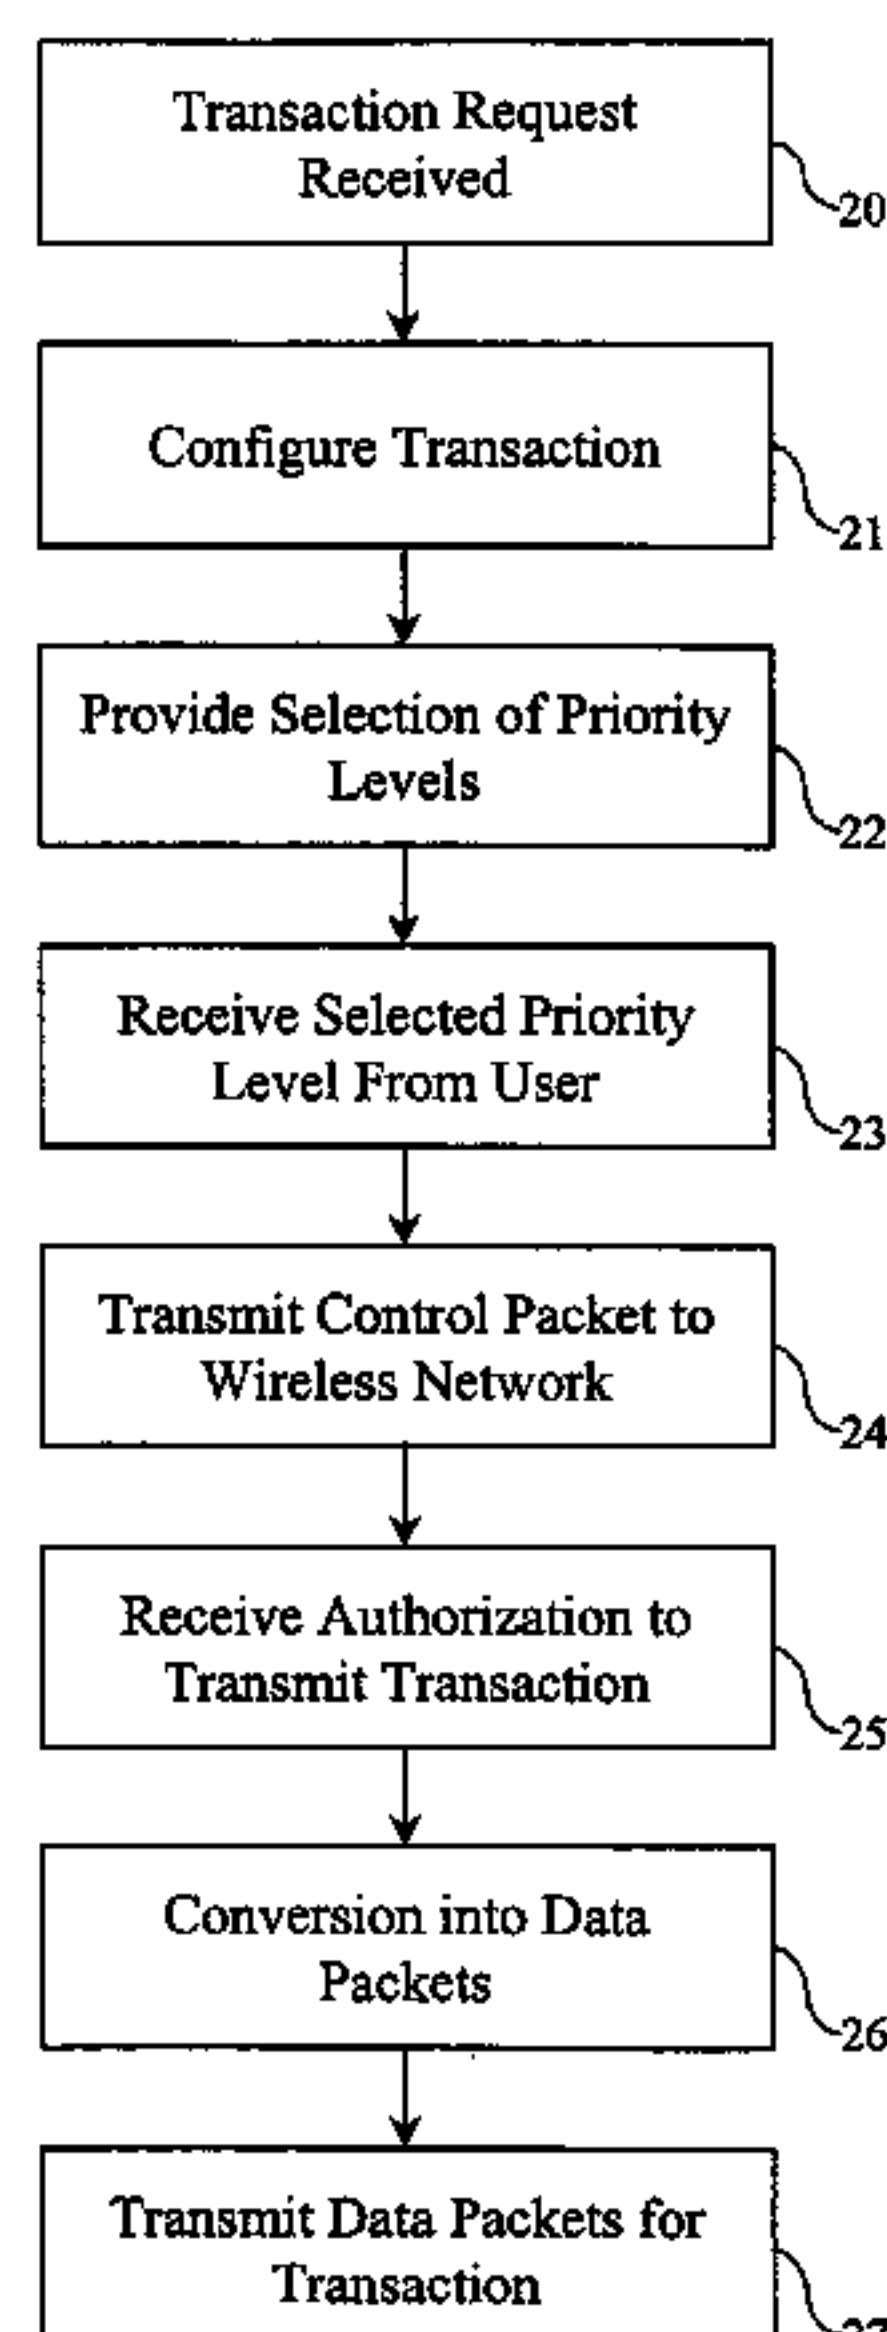 Transaction Request
Received
20
Configure Transaction
21
Provide Selection of Priority
Levels
22
Receive Selected Priority
Level From User
23
Transmit Control Packet to
Wireless Network
24
Receive Authorization to
Transmit Transaction
25
Conversion into Data
Packets
26
Transmit Data Packets for
Transaction